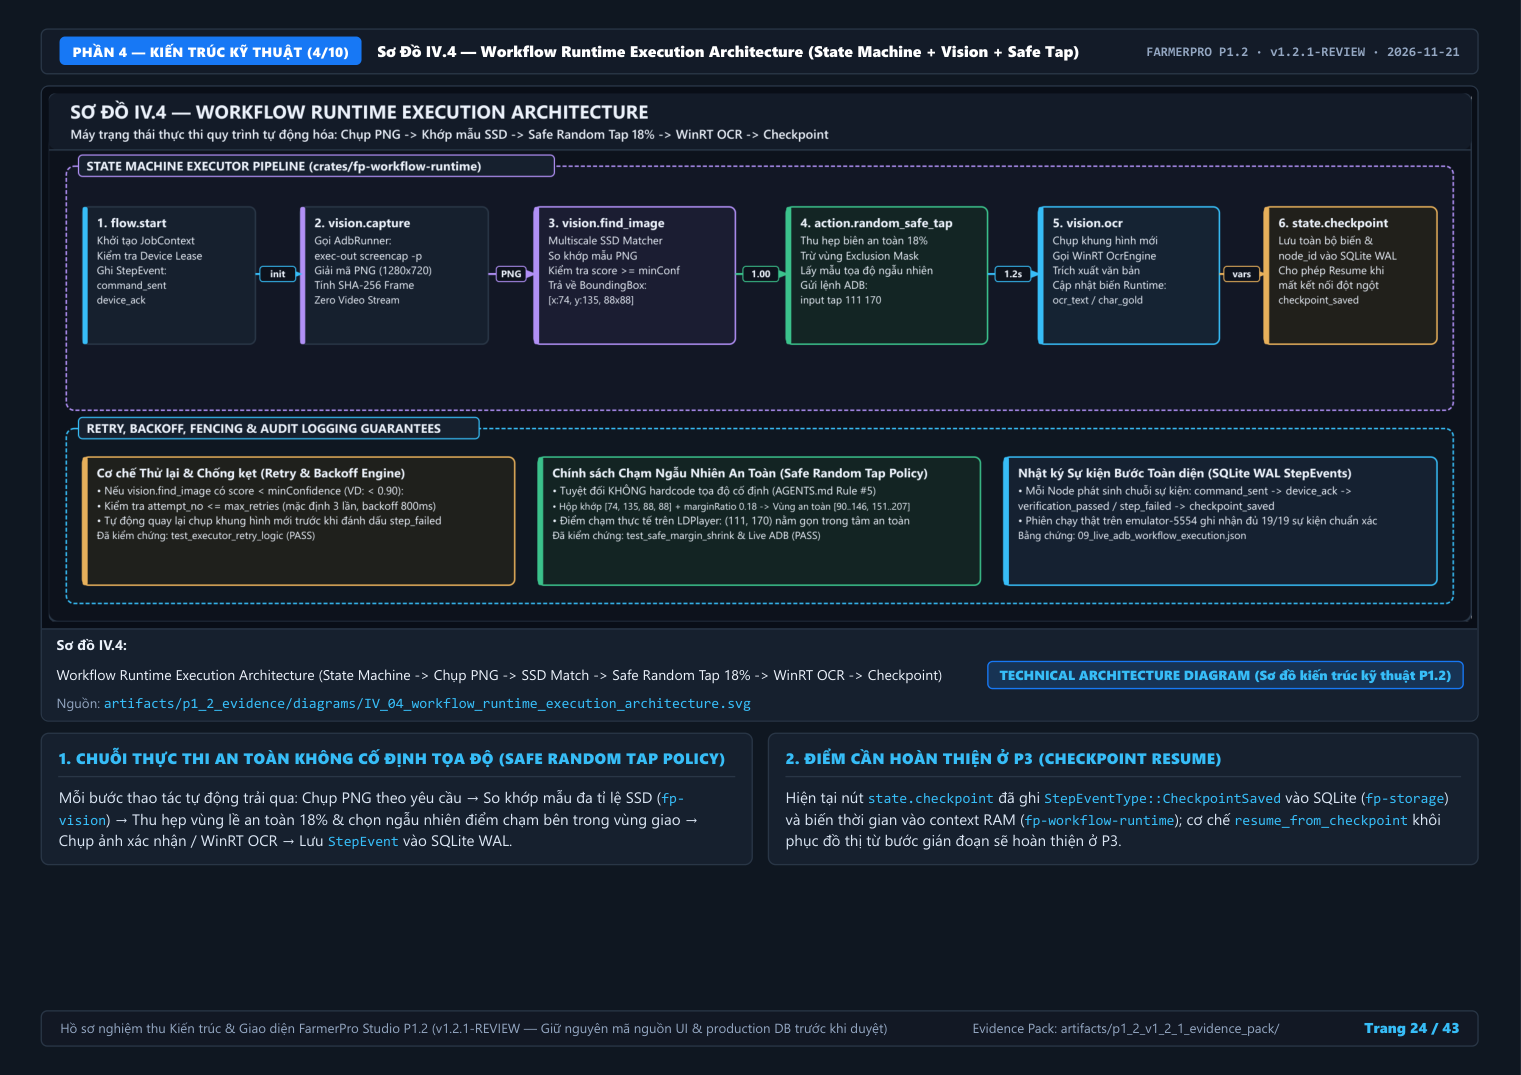 PHẦN 4 — KIẾN TRÚC KỸ THUẬT (4/10)
Sơ Đồ IV.4 — Workflow Runtime Execution Architecture (State Machine + Vision + Safe Tap)
FARMERPRO P1.2 · v1.2.1-REVIEW · 2026-11-21
SƠ ĐỒ IV.4 — WORKFLOW RUNTIME EXECUTION ARCHITECTURE
Máy trạng thái thực thi quy trình tự động hóa: Chụp PNG -> Khớp mẫu SSD -> Safe Random Tap 18% -> WinRT OCR -> Checkpoint
STATE MACHINE EXECUTOR PIPELINE (crates/fp-workflow-runtime)
1. flow.start
Khởi tạo JobContext
Kiểm tra Device Lease
Ghi StepEvent:
command_sent
device_ack
init
2. vision.capture
Gọi AdbRunner:
exec-out screencap -p
Giải mã PNG (1280x720)
Tính SHA-256 Frame
Zero Video Stream
PNG
3. vision.find_image
Multiscale SSD Matcher
So khớp mẫu PNG
Kiểm tra score >= minConf
Trả về BoundingBox:
[x:74, y:135, 88x88]
1.00
4. action.random_safe_tap
Thu hẹp biên an toàn 18%
Trừ vùng Exclusion Mask
Lấy mẫu tọa độ ngẫu nhiên
Gửi lệnh ADB:
input tap 111 170
1.2s
5. vision.ocr
Chụp khung hình mới
Gọi WinRT OcrEngine
Trích xuất văn bản
Cập nhật biến Runtime:
ocr_text / char_gold
vars
6. state.checkpoint
Lưu toàn bộ biến &
node_id vào SQLite WAL
Cho phép Resume khi
mất kết nối đột ngột
checkpoint_saved
RETRY, BACKOFF, FENCING & AUDIT LOGGING GUARANTEES
Cơ chế Thử lại & Chống kẹt (Retry & Backoff Engine)
• Nếu vision.find_image có score < minConfidence (VD: < 0.90):
• Kiểm tra attempt_no <= max_retries (mặc định 3 lần, backoff 800ms)
• Tự động quay lại chụp khung hình mới trước khi đánh dấu step_failed
Đã kiểm chứng: test_executor_retry_logic (PASS)
Chính sách Chạm Ngẫu Nhiên An Toàn (Safe Random Tap Policy)
• Tuyệt đối KHÔNG hardcode tọa độ cố định (AGENTS.md Rule #5)
• Hộp khớp [74, 135, 88, 88] + marginRatio 0.18 -> Vùng an toàn [90..146, 151..207]
• Điểm chạm thực tế trên LDPlayer: (111, 170) nằm gọn trong tâm an toàn
Đã kiểm chứng: test_safe_margin_shrink & Live ADB (PASS)
Nhật ký Sự kiện Bước Toàn diện (SQLite WAL StepEvents)
• Mỗi Node phát sinh chuỗi sự kiện: command_sent -> device_ack ->
verification_passed / step_failed -> checkpoint_saved
• Phiên chạy thật trên emulator-5554 ghi nhận đủ 19/19 sự kiện chuẩn xác
Bằng chứng: 09_live_adb_workflow_execution.json
Sơ đồ IV.4:
Workflow Runtime Execution Architecture (State Machine -> Chụp PNG -> SSD Match -> Safe Random Tap 18% -> WinRT OCR -> Checkpoint)
TECHNICAL ARCHITECTURE DIAGRAM (Sơ đồ kiến trúc kỹ thuật P1.2)
Nguồn: artifacts/p1_2_evidence/diagrams/IV_04_workflow_runtime_execution_architecture.svg
1. CHUỖI THỰC THI AN TOÀN KHÔNG CỐ ĐỊNH TỌA ĐỘ (SAFE RANDOM TAP POLICY)
Mỗi bước thao tác tự động trải qua: Chụp PNG theo yêu cầu → So khớp mẫu đa tỉ lệ SSD (fp-
vision) → Thu hẹp vùng lề an toàn 18% & chọn ngẫu nhiên điểm chạm bên trong vùng giao →
Chụp ảnh xác nhận / WinRT OCR → Lưu StepEvent vào SQLite WAL.
2. ĐIỂM CẦN HOÀN THIỆN Ở P3 (CHECKPOINT RESUME)
Hiện tại nút state.checkpoint đã ghi StepEventType::CheckpointSaved vào SQLite (fp-storage)
và biến thời gian vào context RAM (fp-workflow-runtime); cơ chế resume_from_checkpoint khôi
phục đồ thị từ bước gián đoạn sẽ hoàn thiện ở P3.
Hồ sơ nghiệm thu Kiến trúc & Giao diện FarmerPro Studio P1.2 (v1.2.1-REVIEW — Giữ nguyên mã nguồn UI & production DB trước khi duyệt)
Evidence Pack: artifacts/p1_2_v1_2_1_evidence_pack/
Trang 24 / 43